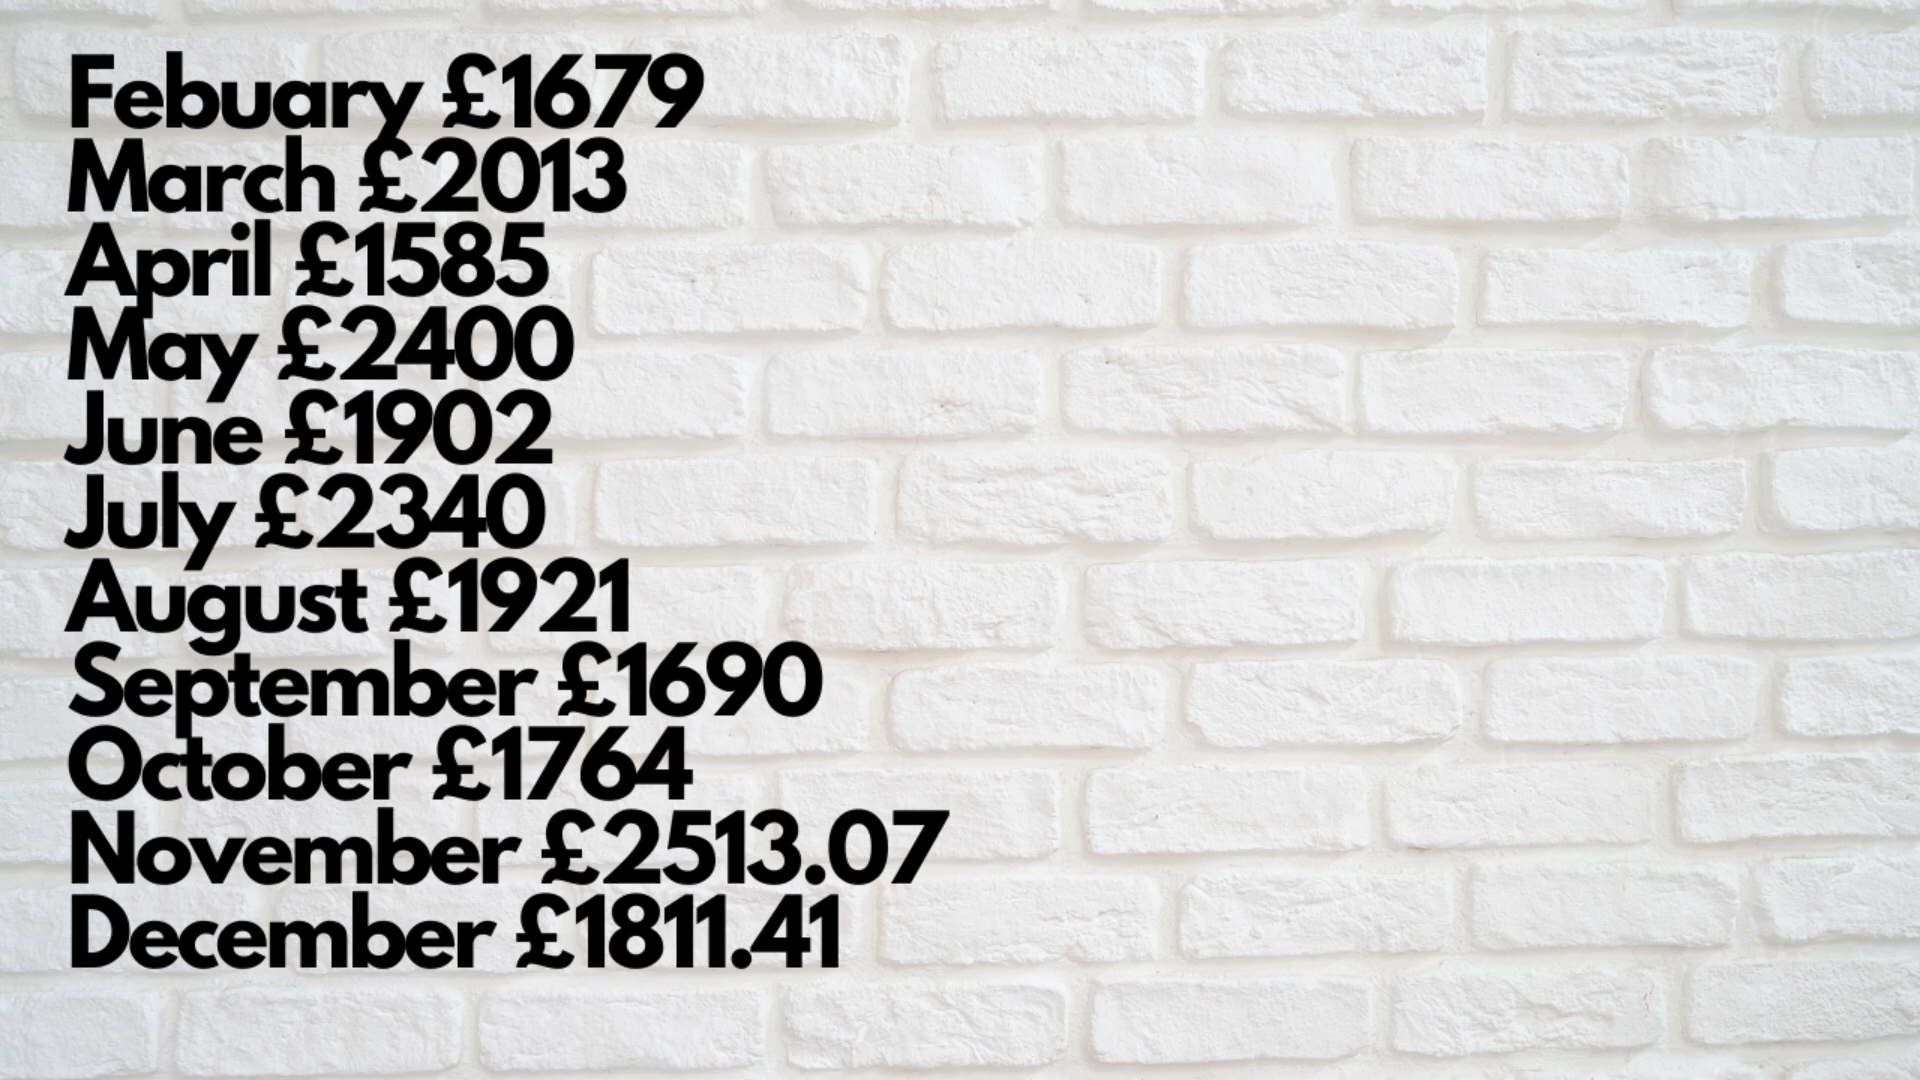 Febuary £1679
March £2013
April £1585
May £2400
June £1902
July £2340
August £1921
September £1690
October £1764
November £2513.07
December £1811.41